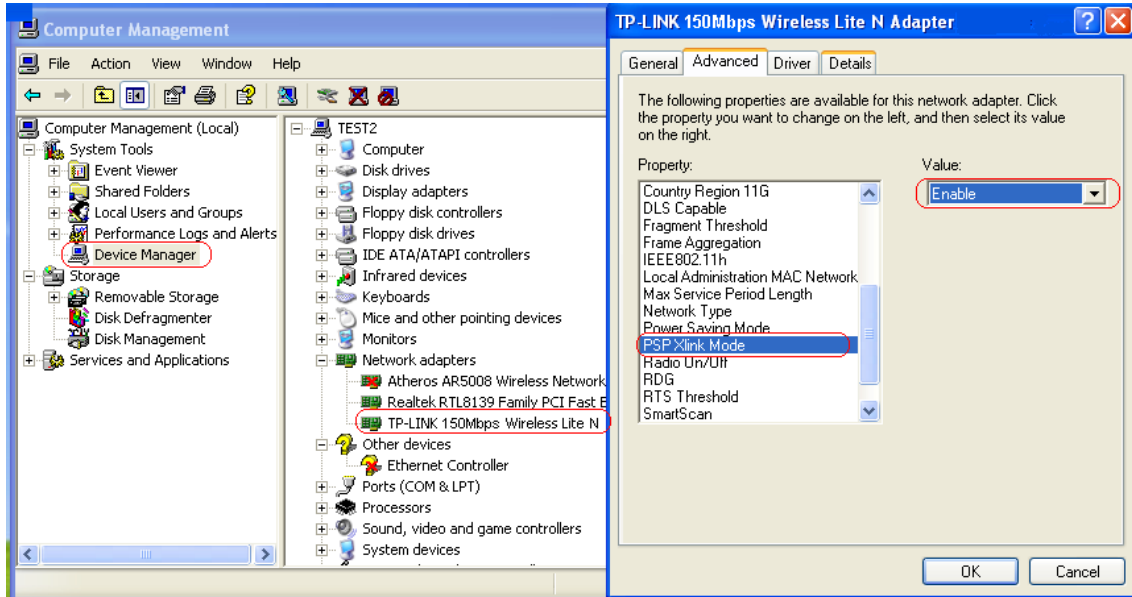 Computer Management
File Action View Window Help
Computer Management (Local)
System Tools
Event Viewer
Shared Folders
Local Users and Groups
Performance Logs and Alerts
Device Manager
Storage
Removable Storage
Disk Defragmenter
Disk Management
Services and Applications
TEST2
Computer
Disk drives
Display adapters
Floppy disk controllers
Floppy disk drives
IDE ATA/ATAPI controllers
Infrared devices
Keyboards
Mice and other pointing devices
Monitors
Network adapters
Atheros AR5008 Wireless Network
Realtek RTL8139 Family PCI Fast E
TP-LINK 150Mbps Wireless Lite N
Other devices
Ethernet Controller
Ports (COM & LPT)
Processors
Sound, video and game controllers
System devices
TP-LINK 150Mbps Wireless Lite N Adapter
General Advanced Driver Details
The following properties are available for this network adapter. Click
the property you want to change on the left, and then select its value
on the right.
Property:
Country Region 11G
DLS Capable
Fragment Threshold
Frame Aggregation
IEEE802.11h
Local Administration MAC Network
Max Service Period Length
Network Type
Power Saving Mode
PSP Xlink Mode
Radio On/Off
RDG
RTS Threshold
SmartScan
Value:
Enable
OK Cancel